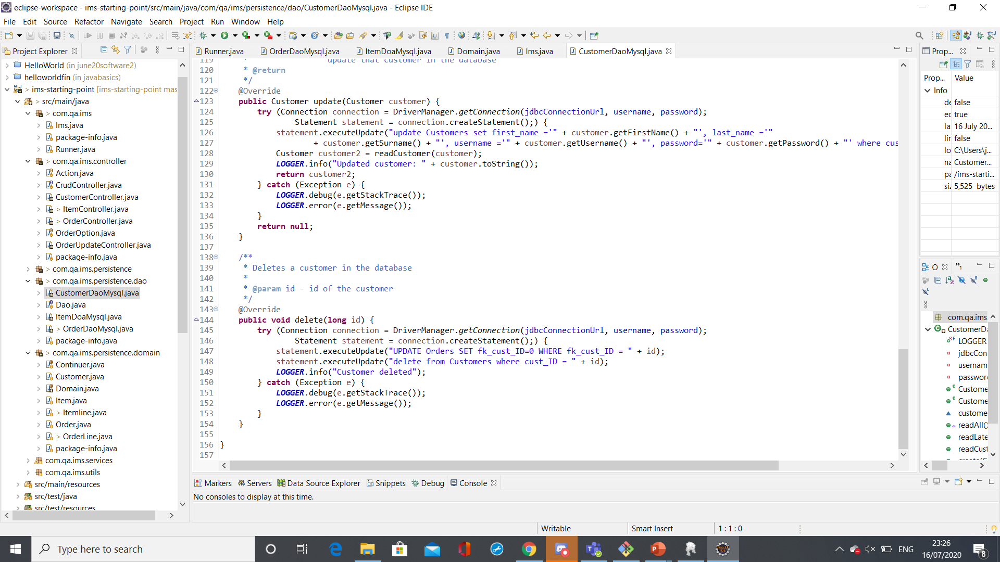 eclipse-workspace - ims-starting-point/src/main/java/com/qa/ims/persistence/dao/CustomerDaoMysql.java - Eclipse IDE
File Edit Source Refactor Navigate Search Project Run Window Help
Project Explorer
HelloWorld (in june20software2)
helloworldfin (in javabasics)
> ims-starting-point [ims-starting-point mas
> src/main/java
> com.qa.ims
Ims.java
package-info.java
Runner.java
> com.qa.ims.controller
Action.java
CrudController.java
CustomerController.java
> ItemController.java
> OrderController.java
OrderOption.java
OrderUpdateController.java
package-info.java
> com.qa.ims.persistence
> com.qa.ims.persistence.dao
CustomerDaoMysql.java
Dao.java
ItemDoaMysql.java
> OrderDaoMysql.java
package-info.java
> com.qa.ims.persistence.domain
Continuer.java
Customer.java
Domain.java
Item.java
> Itemline.java
Order.java
> OrderLine.java
package-info.java
com.qa.ims.services
com.qa.ims.utils
src/main/resources
src/test/java
src/test/resources
Runner.java OrderDaoMysql.java ItemDoaMysql.java Domain.java Ims.java CustomerDaoMysql.java
119 * update that customer in the database
120 * @return
121 */
122 @Override
123 public Customer update(Customer customer) {
124 try (Connection connection = DriverManager.getConnection(jdbcConnectionUrl, username, password);
125 Statement statement = connection.createStatement();) {
126 statement.executeUpdate("update Customers set first_name ='" + customer.getFirstName() + "', last_name ='"
127 + customer.getSurname() + "', username ='" + customer.getUsername() + "', password='" + customer.getPassword() + "' where cus
128 Customer customer2 = readCustomer(customer);
129 LOGGER.info("Updated customer: " + customer.toString());
130 return customer2;
131 } catch (Exception e) {
132 LOGGER.debug(e.getStackTrace());
133 LOGGER.error(e.getMessage());
134 }
135 return null;
136 }
137
138 /**
139 * Deletes a customer in the database
140 *
141 * @param id - id of the customer
142 */
143 @Override
144 public void delete(long id) {
145 try (Connection connection = DriverManager.getConnection(jdbcConnectionUrl, username, password);
146 Statement statement = connection.createStatement();) {
147 statement.executeUpdate("UPDATE Orders SET fk_cust_ID=0 WHERE fk_cust_ID = " + id);
148 statement.executeUpdate("delete from Customers where cust_ID = " + id);
149 LOGGER.info("Customer deleted");
150 } catch (Exception e) {
151 LOGGER.debug(e.getStackTrace());
152 LOGGER.error(e.getMessage());
153 }
154 }
155
156 }
157
Markers Servers Data Source Explorer Snippets Debug Console
No consoles to display at this time.
Prop...
Prop... Value
Info
de false
ec true
la 16 July 20...
lir false
lo C:\Users\j...
na Customer...
pa /ims-starti...
siz 5,525 bytes
O »1
com.qa.ims
CustomerDa
LOGGER
jdbcCon
usernam
passwor
Custome
Custome
custome
readAll()
readLate
readCust
create(C
Writable Smart Insert 1 : 1 : 0
Type here to search
ENG
23:26
16/07/2020
8